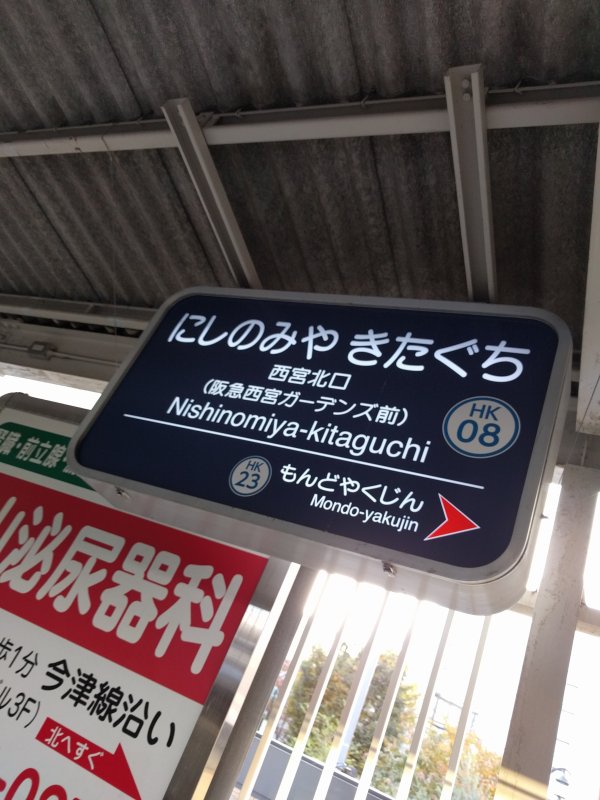 にしのみや きたぐち
西宮北口
(阪急西宮ガーデンズ前)
Nishinomiya-kitaguchi
HK
08
HK
23
もんどやくじん
Mondo-yakujin
前立腺
泌尿器科
歩1分 今津線沿い
ビル3F)
北へすぐ